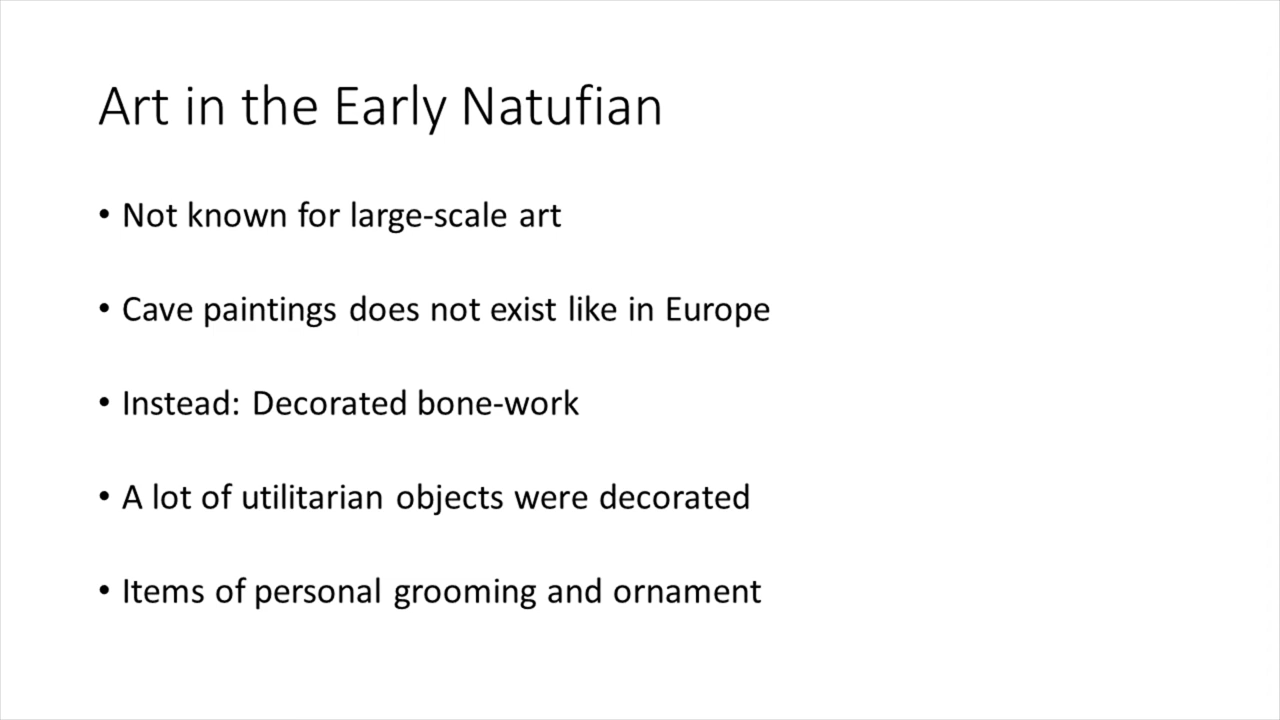 Art in the Early Natufian
• Not known for large-scale art
• Cave paintings does not exist like in Europe
• Instead: Decorated bone-work
• A lot of utilitarian objects were decorated
• Items of personal grooming and ornament